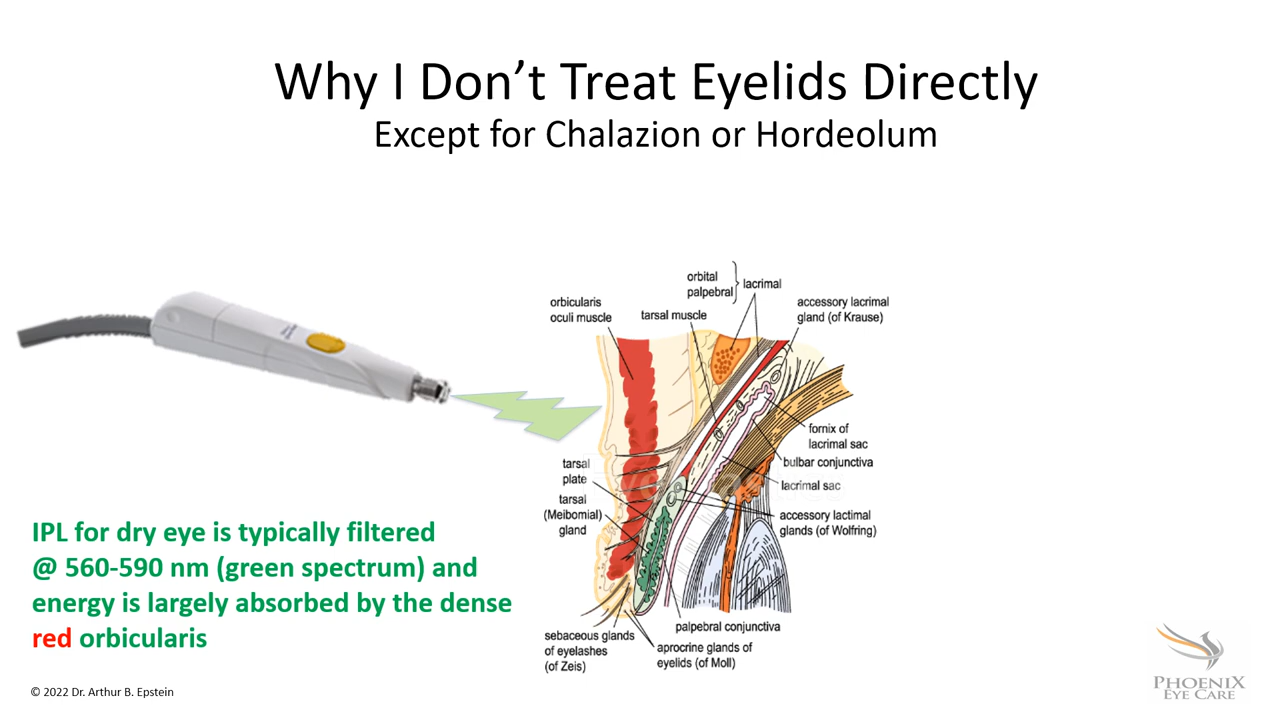 Why I Don’t Treat Eyelids Directly
Except for Chalazion or Hordeolum
orbital
palpebral
lacrimal
orbicularis
oculi muscle
tarsal muscle
accessory lacrimal
gland (of Krause)
fornix of
lacrimal sac
bulbar conjunctiva
lacrimal sac
tarsal
plate
tarsal
(Meibomial)
gland
accessory lactimal
glands (of Wolfring)
palpebral conjunctiva
sebaceous glands
of eyelashes
(of Zeis)
aprocrine glands of
eyelids (of Moll)
IPL for dry eye is typically filtered
@ 560-590 nm (green spectrum) and
energy is largely absorbed by the dense
red orbicularis
© 2022 Dr. Arthur B. Epstein
PHOENIX
EYE CARE